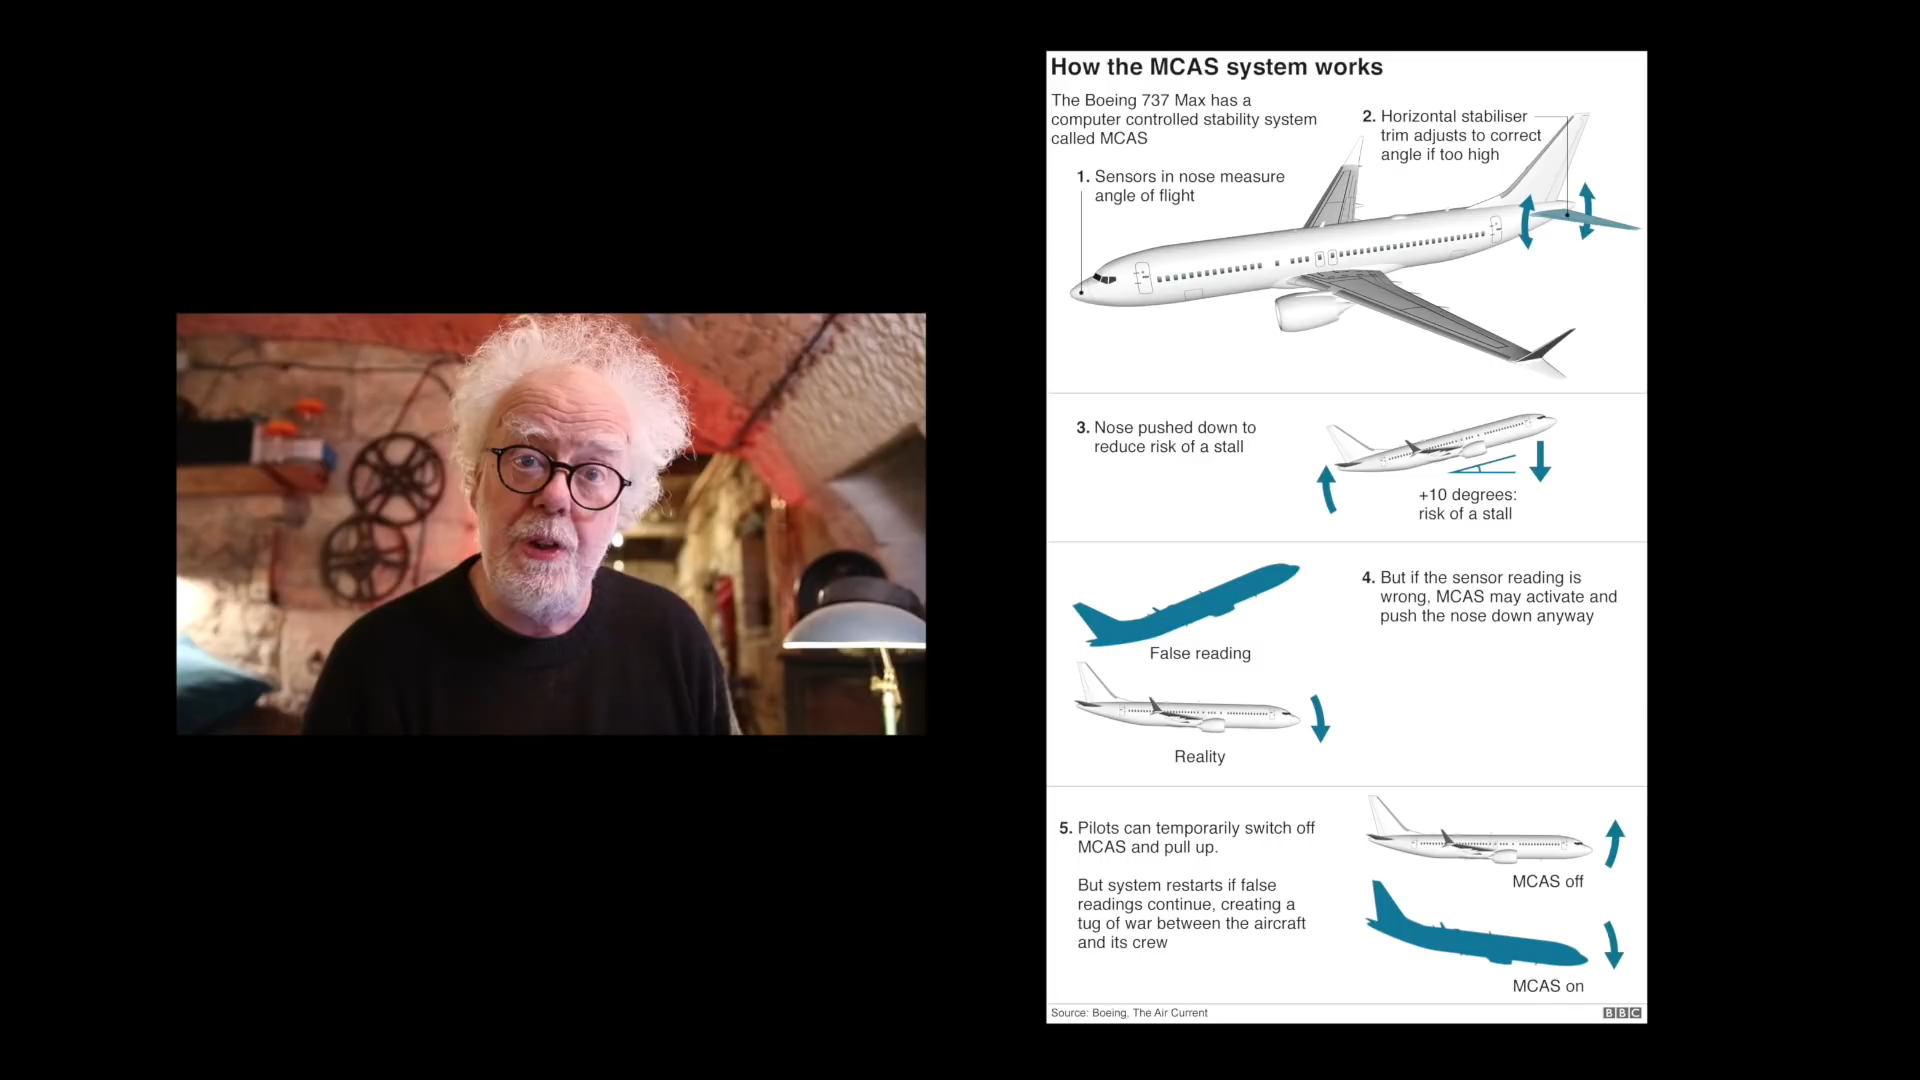 How the MCAS system works
The Boeing 737 Max has a
computer controlled stability system
called MCAS
1. Sensors in nose measure
angle of flight
2. Horizontal stabiliser
trim adjusts to correct
angle if too high
3. Nose pushed down to
reduce risk of a stall
+10 degrees:
risk of a stall
False reading
Reality
4. But if the sensor reading is
wrong, MCAS may activate and
push the nose down anyway
5. Pilots can temporarily switch off
MCAS and pull up.
But system restarts if false
readings continue, creating a
tug of war between the aircraft
and its crew
MCAS off
MCAS on
Source: Boeing, The Air Current
BBC